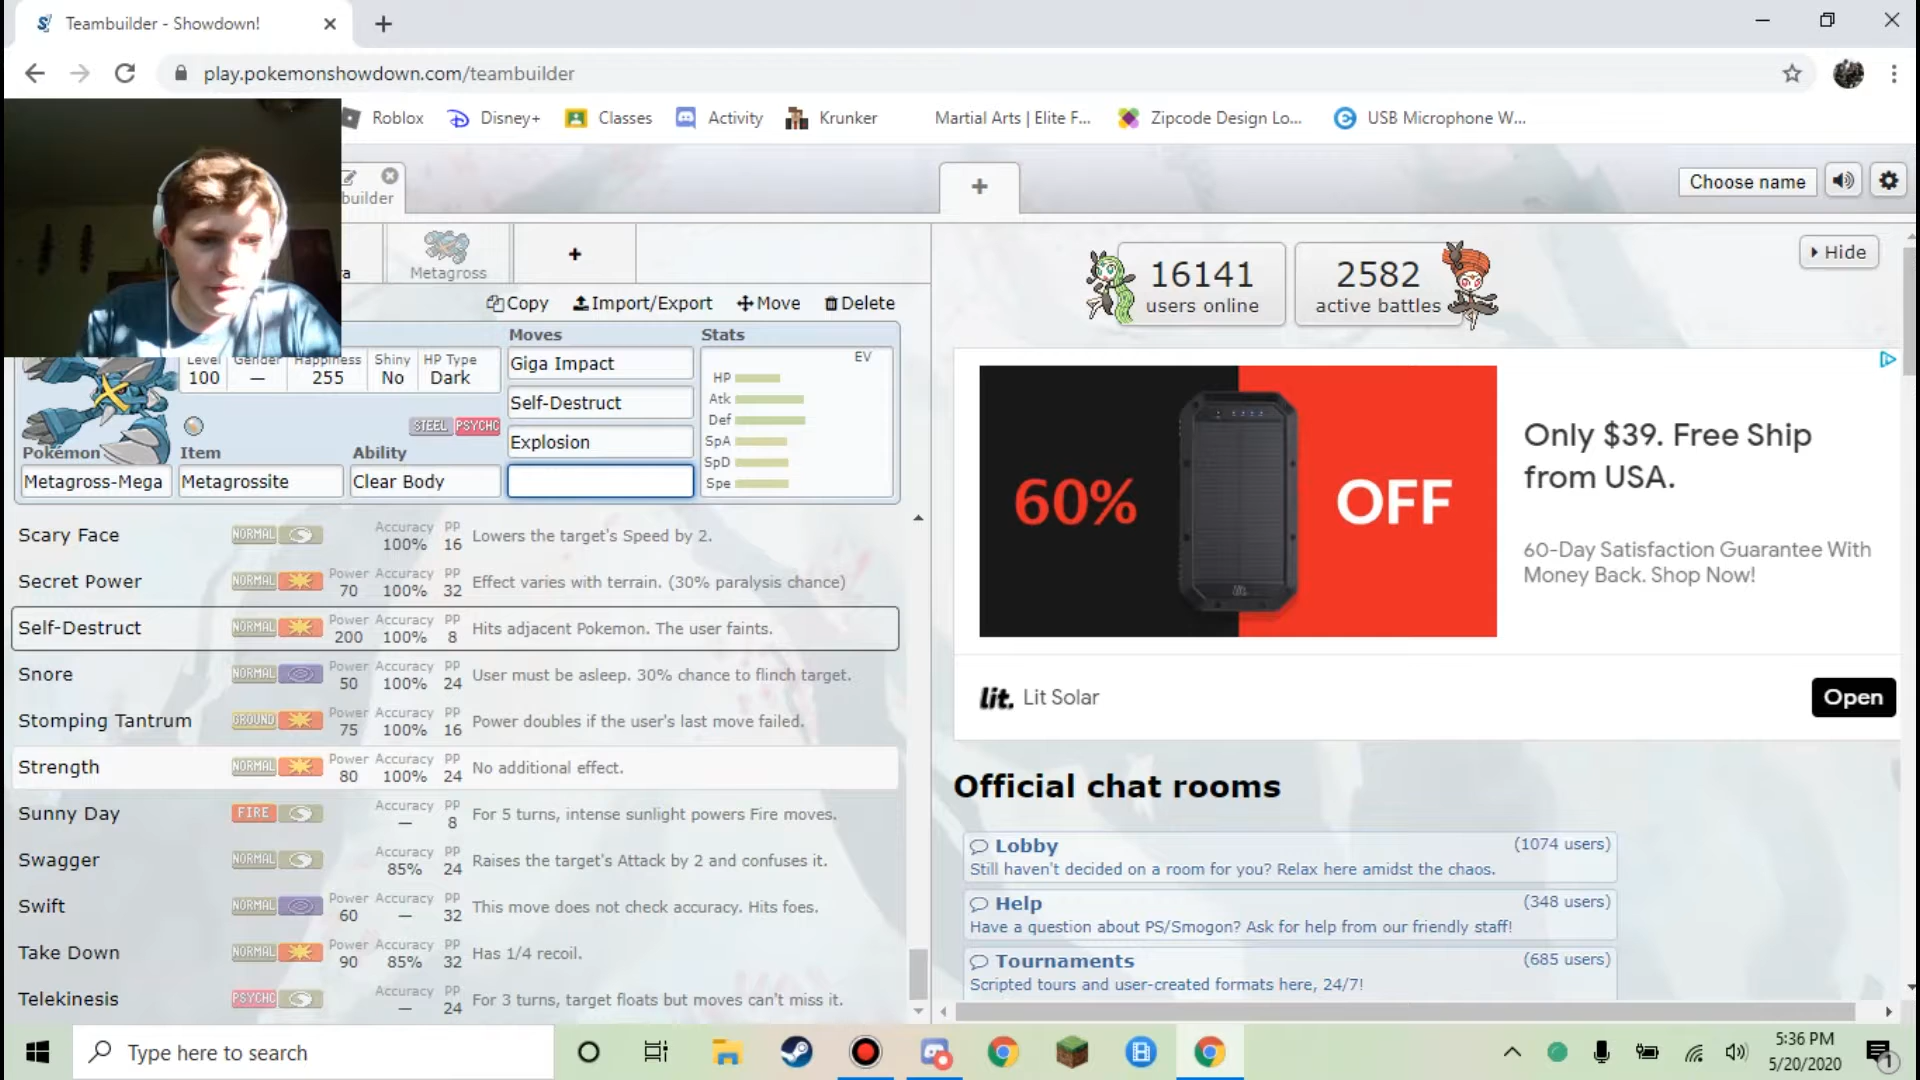 Teambuilder - Showdown!
play.pokemonshowdown.com/teambuilder
Roblox
Disney+
Classes
Activity
Krunker
Martial Arts | Elite F...
Zipcode Design Lo...
USB Microphone W...
builder
+
Choose name
a
Metagross
+
Copy
Import/Export
Move
Delete
Level
100
Gender
—
Happiness
255
Shiny
No
HP Type
Dark
STEEL PSYCHC
Pokémon
Metagross-Mega
Item
Metagrossite
Ability
Clear Body
Moves
Giga Impact
Self-Destruct
Explosion
Stats
EV
HP
Atk
Def
SpA
SpD
Spe
Scary Face NORMAL Accuracy 100% PP 16 Lowers the target's Speed by 2.
Secret Power NORMAL Power 70 Accuracy 100% PP 32 Effect varies with terrain. (30% paralysis chance)
Self-Destruct NORMAL Power 200 Accuracy 100% PP 8 Hits adjacent Pokemon. The user faints.
Snore NORMAL Power 50 Accuracy 100% PP 24 User must be asleep. 30% chance to flinch target.
Stomping Tantrum GROUND Power 75 Accuracy 100% PP 16 Power doubles if the user's last move failed.
Strength NORMAL Power 80 Accuracy 100% PP 24 No additional effect.
Sunny Day FIRE Accuracy — PP 8 For 5 turns, intense sunlight powers Fire moves.
Swagger NORMAL Accuracy 85% PP 24 Raises the target's Attack by 2 and confuses it.
Swift NORMAL Power 60 Accuracy — PP 32 This move does not check accuracy. Hits foes.
Take Down NORMAL Power 90 Accuracy 85% PP 32 Has 1/4 recoil.
Telekinesis PSYCHC Accuracy — PP 24 For 3 turns, target floats but moves can't miss it.
16141
users online
2582
active battles
Hide
60% OFF
Only $39. Free Ship
from USA.
60-Day Satisfaction Guarantee With
Money Back. Shop Now!
lit. Lit Solar
Open
Official chat rooms
Lobby (1074 users)
Still haven't decided on a room for you? Relax here amidst the chaos.
Help (348 users)
Have a question about PS/Smogon? Ask for help from our friendly staff!
Tournaments (685 users)
Scripted tours and user-created formats here, 24/7!
Type here to search
5:36 PM
5/20/2020
1